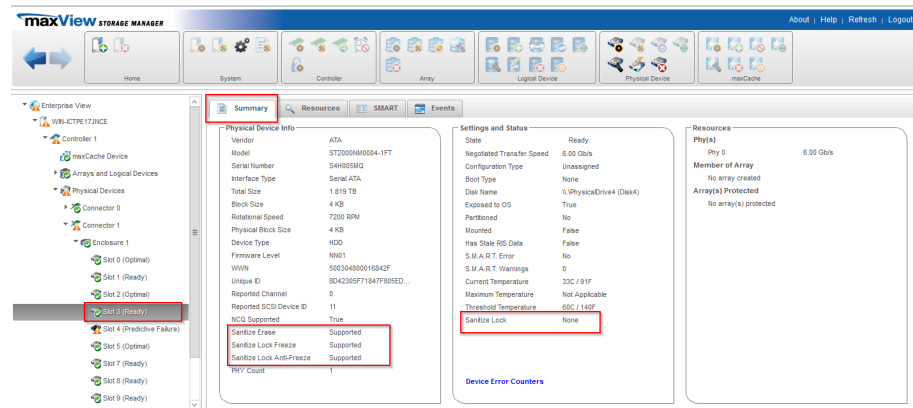 maxView STORAGE MANAGER
About | Help | Refresh | Logout
Home
System
Controller
Array
Logical Device
Physical Device
maxCache
Enterprise View
WIN-ICTPE17JNCE
Controller 1
maxCache Device
Arrays and Logical Devices
Physical Devices
Connector 0
Connector 1
Enclosure 1
Slot 0 (Optimal)
Slot 1 (Ready)
Slot 2 (Optimal)
Slot 3 (Ready)
Slot 4 (Predictive Failure)
Slot 5 (Optimal)
Slot 7 (Ready)
Slot 8 (Ready)
Slot 9 (Ready)
Summary
Resources
SMART
Events
Physical Device Info
Vendor ATA
Model ST2000NM0004-1FT
Serial Number S4H005MQ
Interface Type Serial ATA
Total Size 1.819 TB
Block Size 4 KB
Rotational Speed 7200 RPM
Physical Block Size 4 KB
Device Type HDD
Firmware Level NN01
WWN 500304800016842F
Unique ID 8D42305F71847F805ED...
Reported Channel 0
Reported SCSI Device ID 11
NCQ Supported True
Sanitize Erase Supported
Sanitize Lock Freeze Supported
Sanitize Lock Anti-Freeze Supported
PHY Count 1
Settings and Status
State Ready
Negotiated Transfer Speed 6.00 Gb/s
Configuration Type Unassigned
Boot Type None
Disk Name \\.\PhysicalDrive4 (Disk4)
Exposed to OS True
Partitioned No
Mounted False
Has Stale RIS Data False
S.M.A.R.T. Error No
S.M.A.R.T. Warnings 0
Current Temperature 33C / 91F
Maximum Temperature Not Applicable
Threshold Temperature 60C / 140F
Sanitize Lock None
Device Error Counters
Resources
Phy(s)
Phy 0 6.00 Gb/s
Member of Array
No array created
Array(s) Protected
No array(s) protected